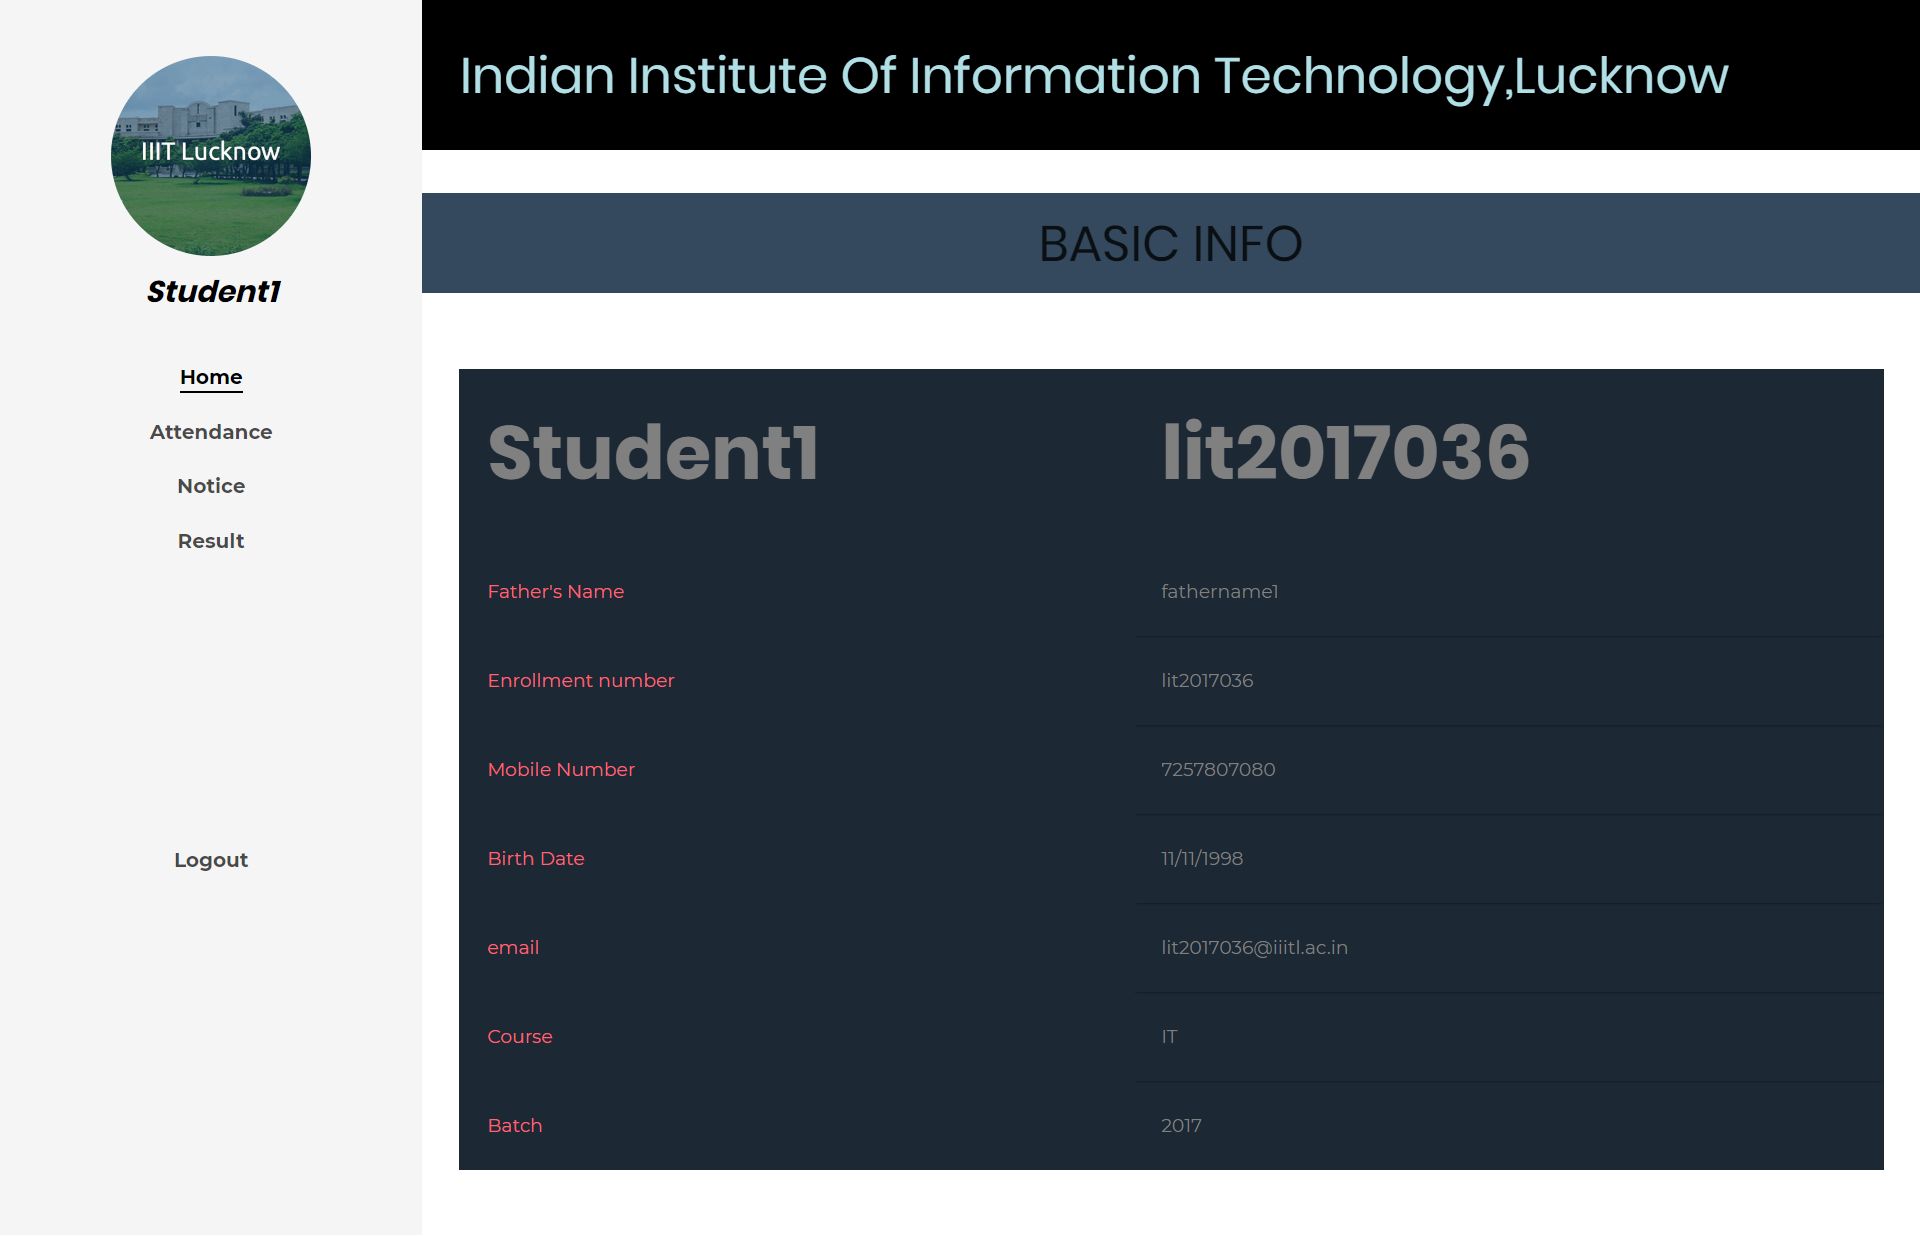 IIIT Lucknow
Student1
Home
Attendance
Notice
Result
Logout
Indian Institute Of Information Technology,Lucknow
BASIC INFO
Student1 lit2017036
Father's Name fathername1
Enrollment number lit2017036
Mobile Number 7257807080
Birth Date 11/11/1998
email lit2017036@iiitl.ac.in
Course IT
Batch 2017